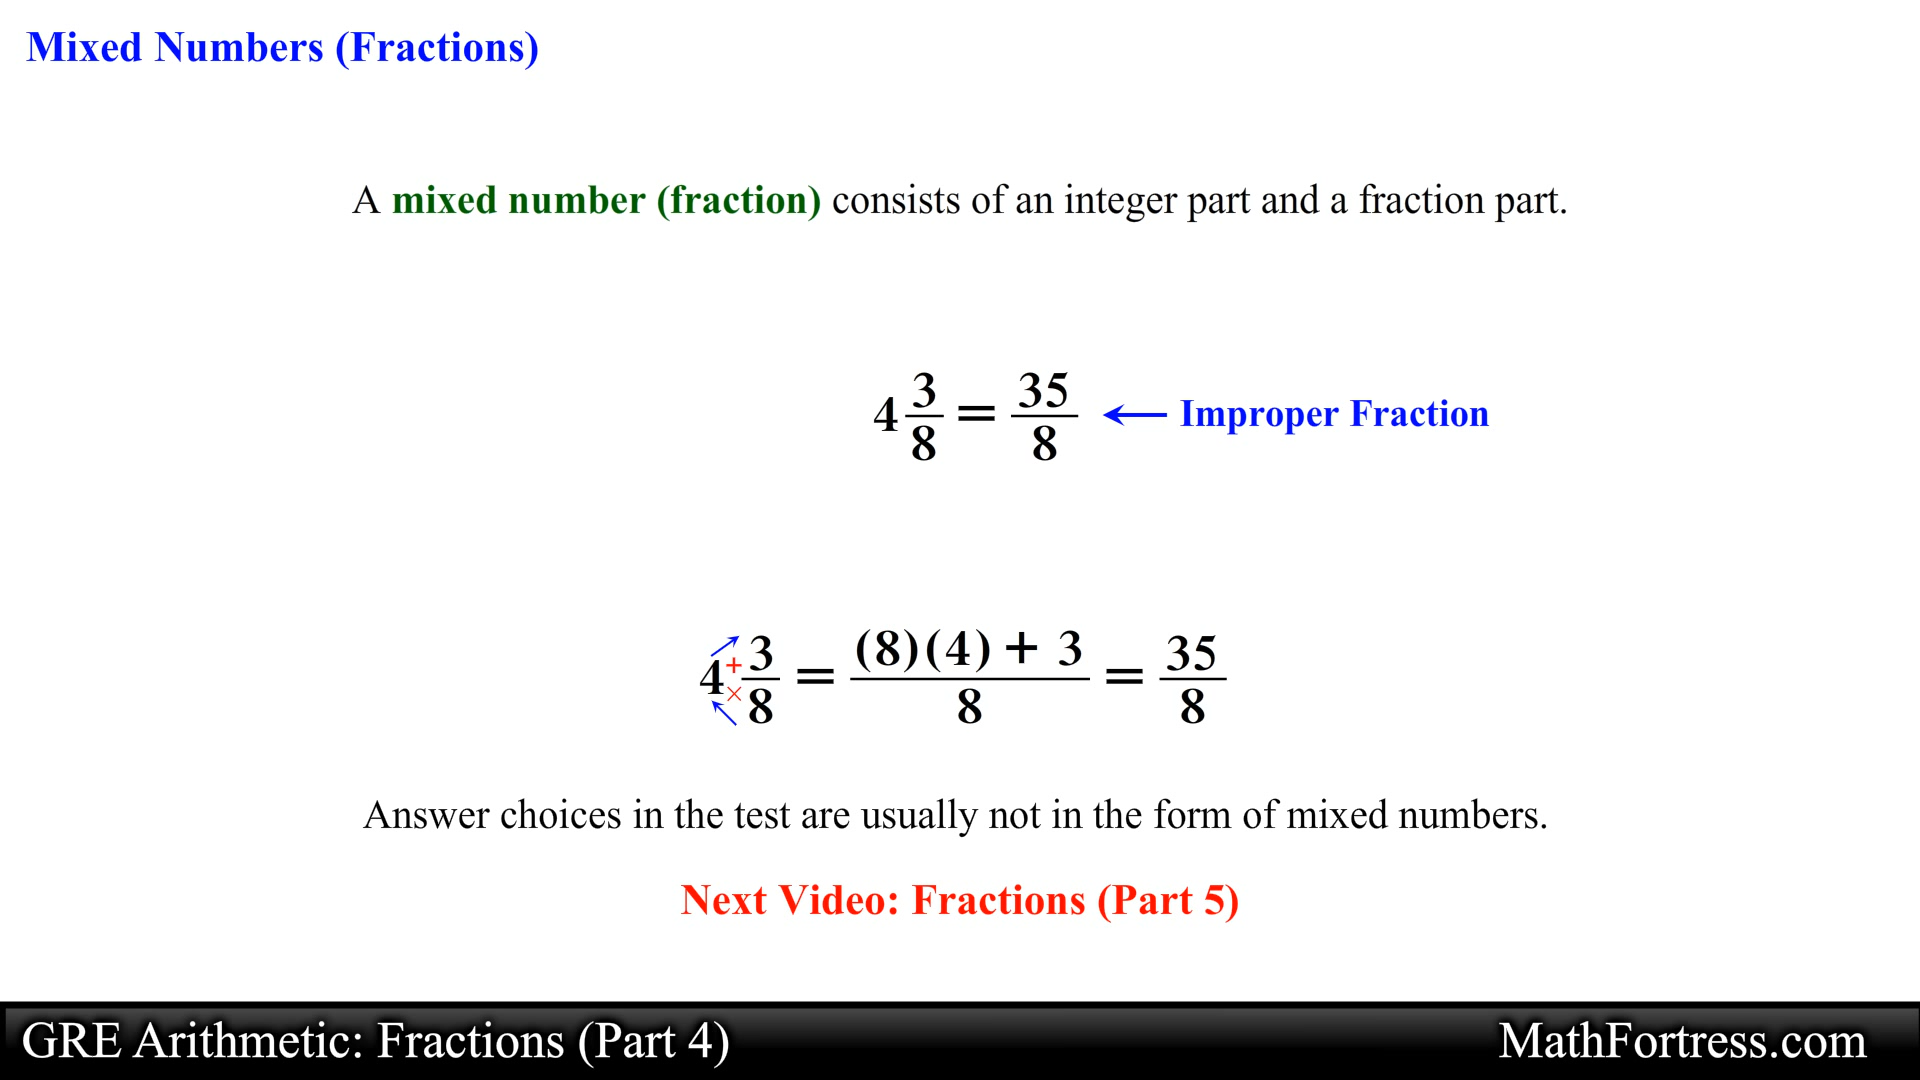 Mixed Numbers (Fractions)
A mixed number (fraction) consists of an integer part and a fraction part.
4 3/8 = 35/8 ← Improper Fraction
4 + × 3/8 = (8)(4) + 3/8 = 35/8
Answer choices in the test are usually not in the form of mixed numbers.
Next Video: Fractions (Part 5)
GRE Arithmetic: Fractions (Part 4) MathFortress.com